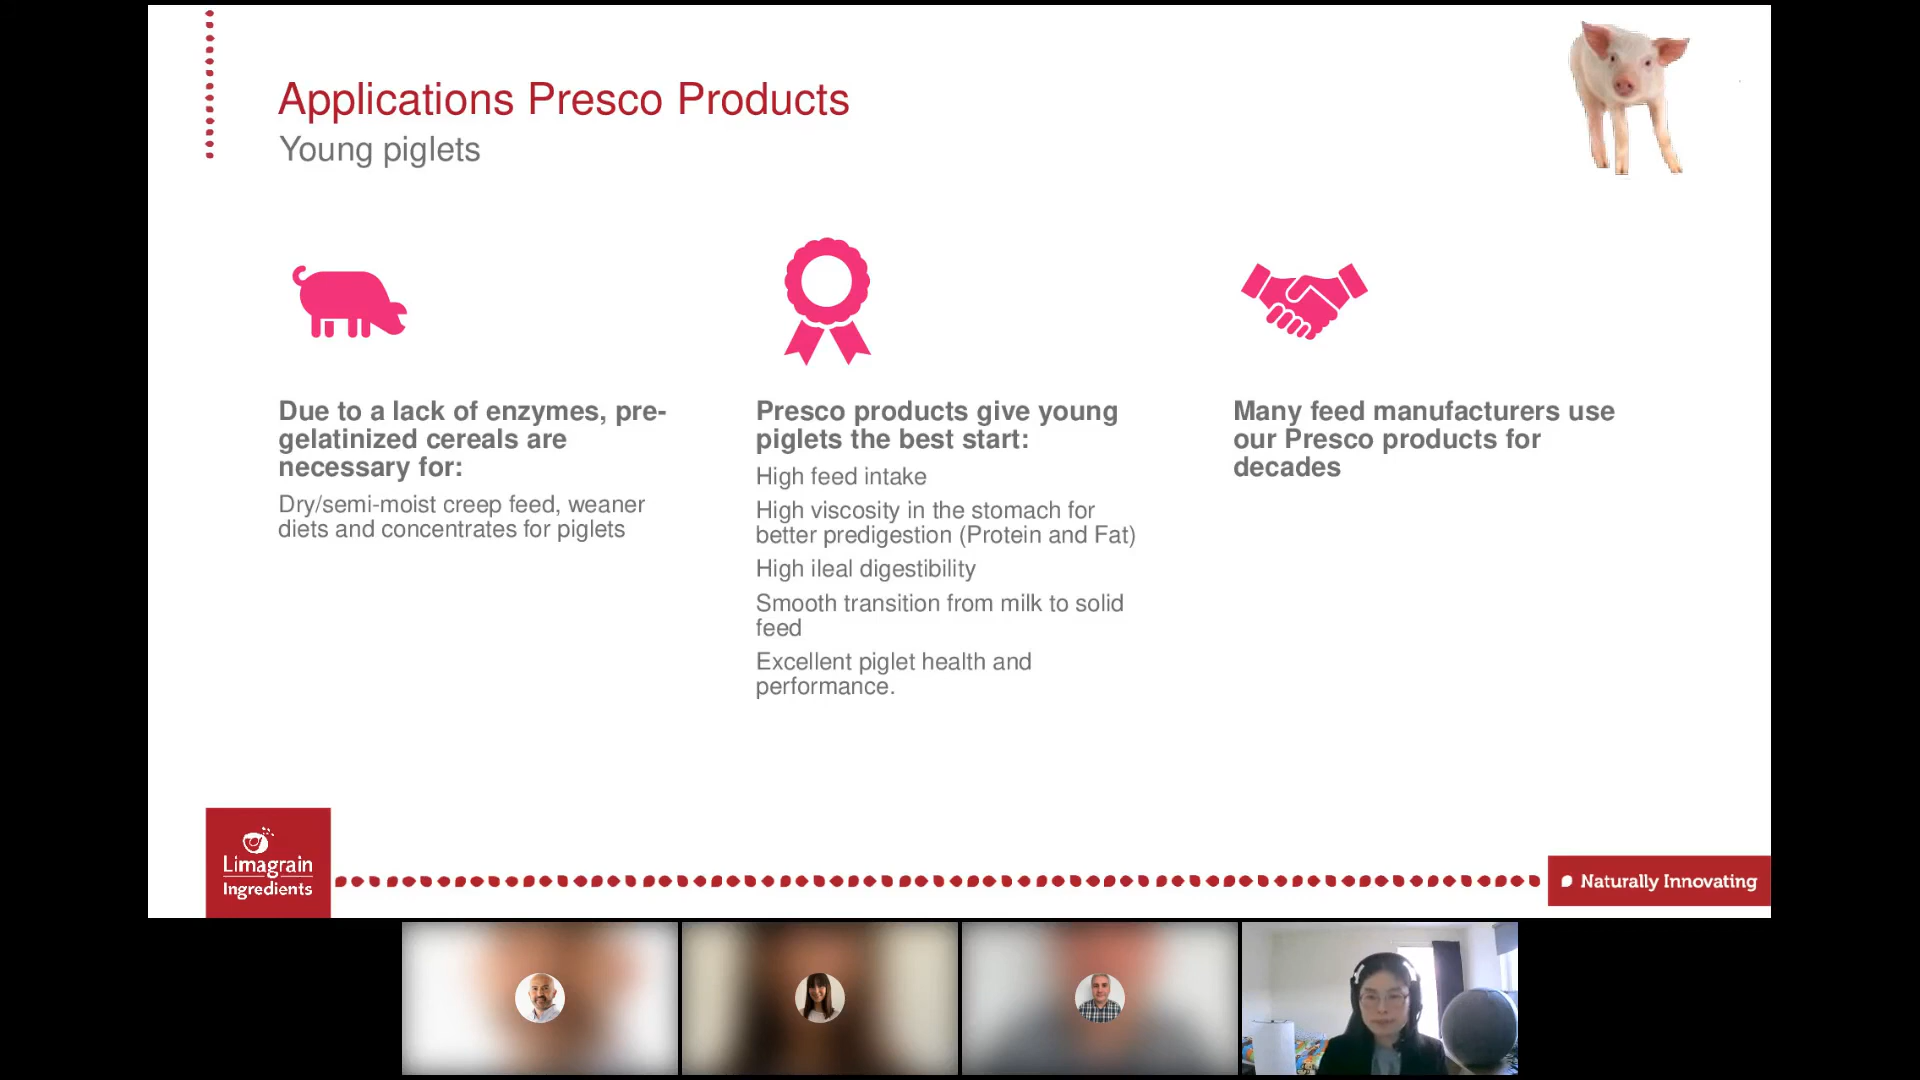 Applications Presco Products
Young piglets
Due to a lack of enzymes, pre-
gelatinized cereals are
necessary for:
Dry/semi-moist creep feed, weaner
diets and concentrates for piglets
Presco products give young
piglets the best start:
High feed intake
High viscosity in the stomach for
better predigestion (Protein and Fat)
High ileal digestibility
Smooth transition from milk to solid
feed
Excellent piglet health and
performance.
Many feed manufacturers use
our Presco products for
decades
Limagrain
Ingredients
Naturally Innovating